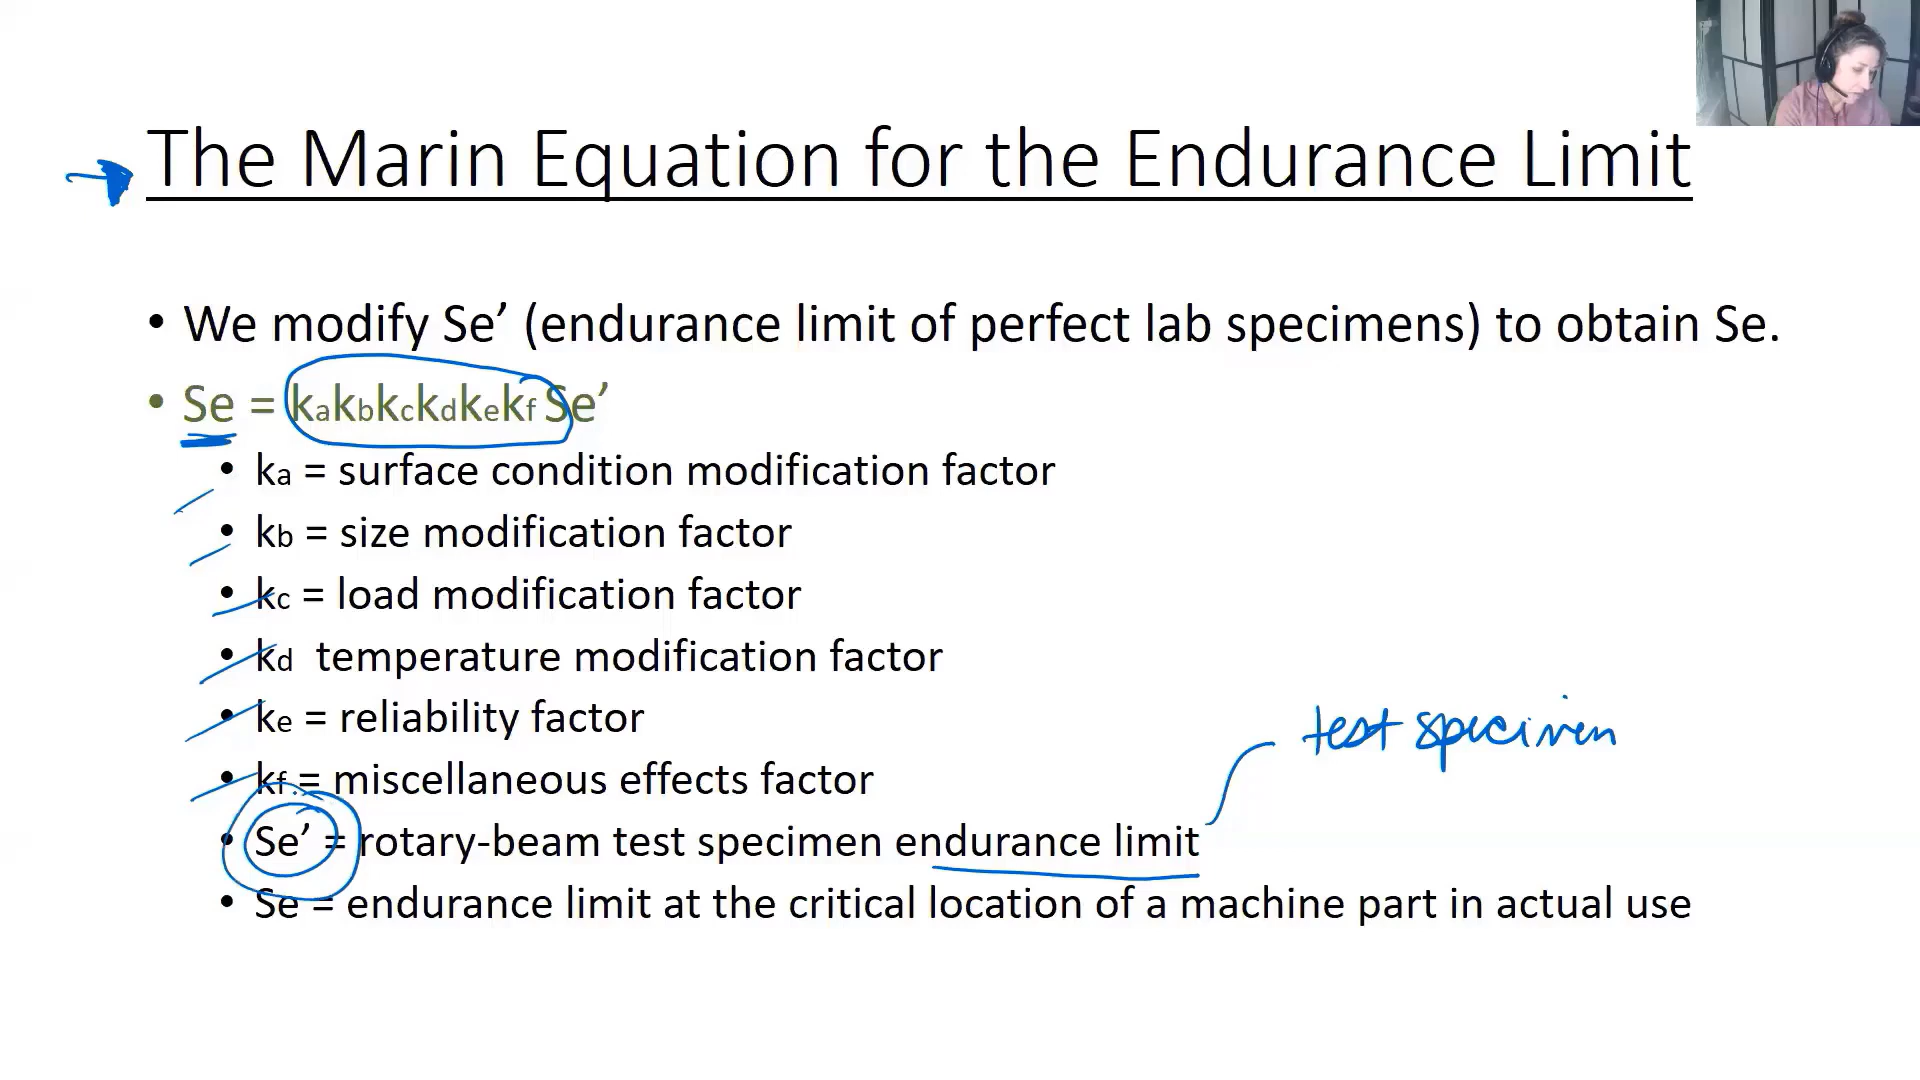 The Marin Equation for the Endurance Limit
• We modify Se’ (endurance limit of perfect lab specimens) to obtain Se.
• Se = kakbkckdkekf Se’
• ka = surface condition modification factor
• kb = size modification factor
• kc = load modification factor
• kd temperature modification factor
• ke = reliability factor
test specimen
• kf = miscellaneous effects factor
• Se’ = rotary-beam test specimen endurance limit
• Se = endurance limit at the critical location of a machine part in actual use